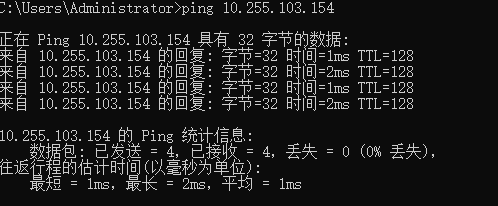 C:\Users\Administrator>ping 10.255.103.154
正在 Ping 10.255.103.154 具有 32 字节的数据:
来自 10.255.103.154 的回复: 字节=32 时间=1ms TTL=128
来自 10.255.103.154 的回复: 字节=32 时间=2ms TTL=128
来自 10.255.103.154 的回复: 字节=32 时间=1ms TTL=128
来自 10.255.103.154 的回复: 字节=32 时间=2ms TTL=128
10.255.103.154 的 Ping 统计信息:
数据包: 已发送 = 4，已接收 = 4，丢失 = 0 (0% 丢失)，
往返行程的估计时间(以毫秒为单位):
最短 = 1ms，最长 = 2ms，平均 = 1ms